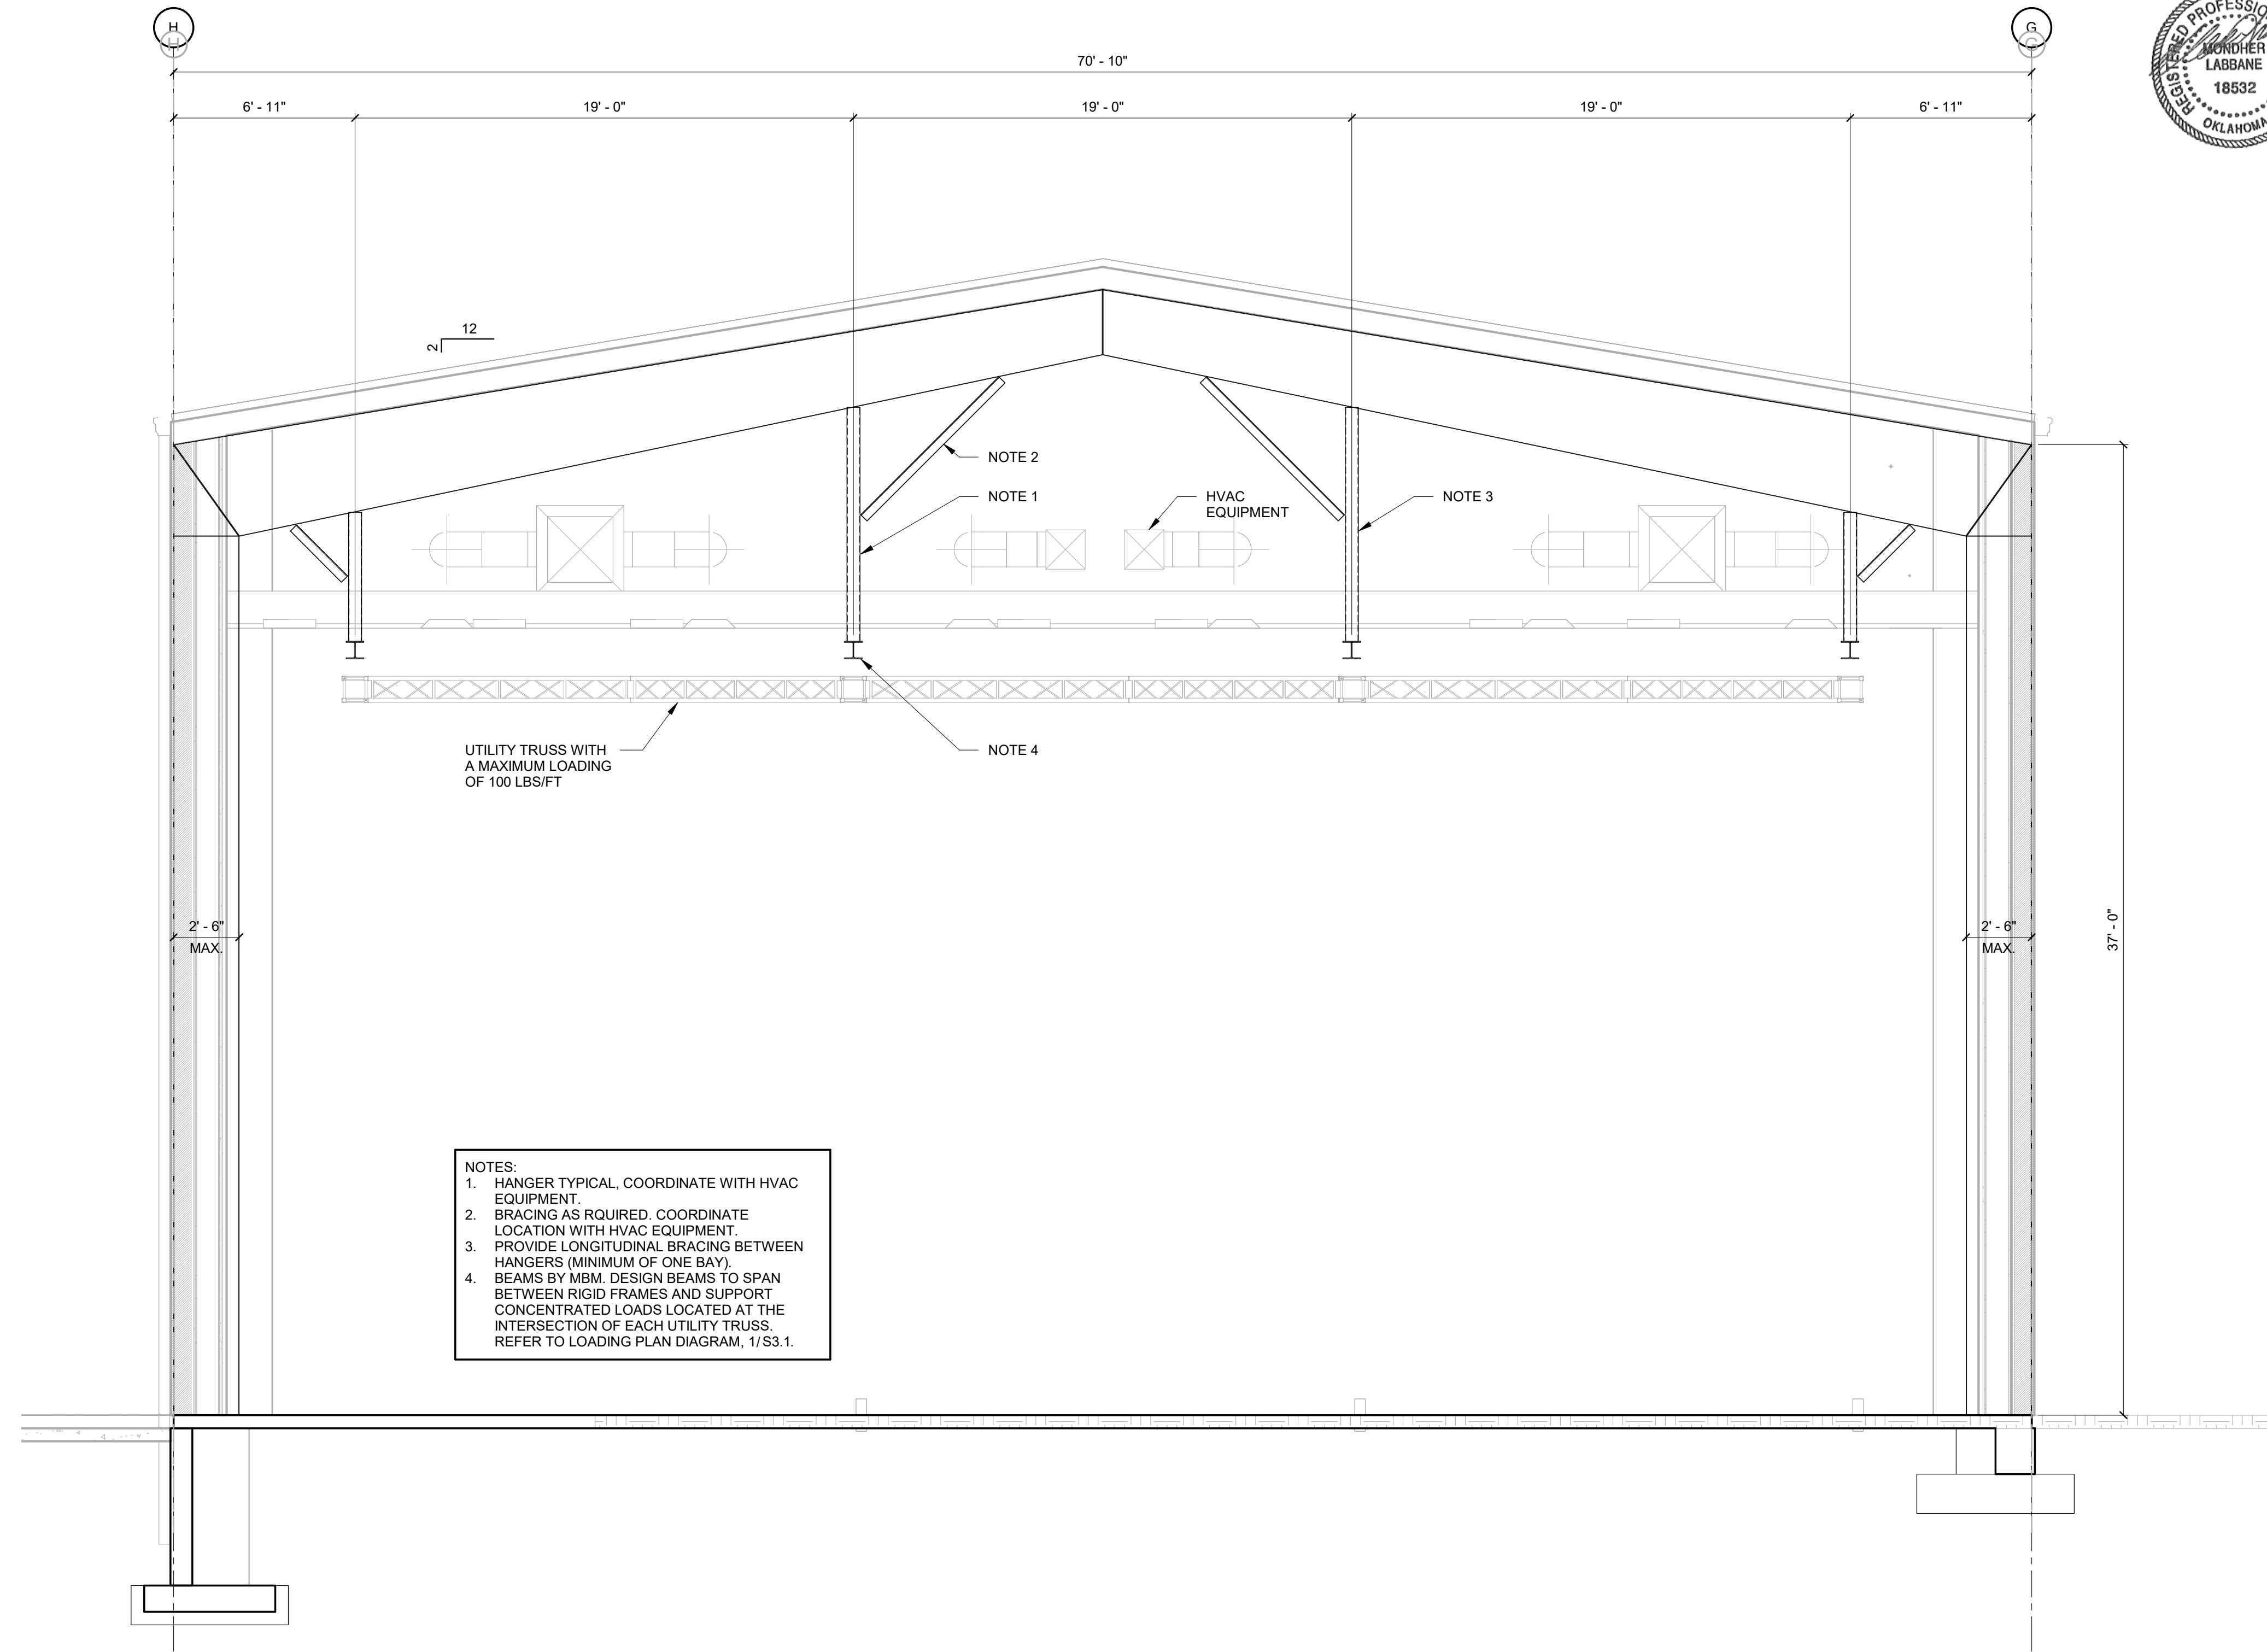 H
H
G
G
REGISTERED PROFESSIO
MONDHER
LABBANE
18532
OKLAHOMA
70' - 10"
6' - 11"
19' - 0"
19' - 0"
19' - 0"
6' - 11"
12
2
NOTE 2
NOTE 1
HVAC
EQUIPMENT
NOTE 3
UTILITY TRUSS WITH
A MAXIMUM LOADING
OF 100 LBS/FT
NOTE 4
2' - 6"
MAX.
2' - 6"
MAX.
37' - 0"
NOTES:
1. HANGER TYPICAL, COORDINATE WITH HVAC
EQUIPMENT.
2. BRACING AS RQUIRED. COORDINATE
LOCATION WITH HVAC EQUIPMENT.
3. PROVIDE LONGITUDINAL BRACING BETWEEN
HANGERS (MINIMUM OF ONE BAY).
4. BEAMS BY MBM. DESIGN BEAMS TO SPAN
BETWEEN RIGID FRAMES AND SUPPORT
CONCENTRATED LOADS LOCATED AT THE
INTERSECTION OF EACH UTILITY TRUSS.
REFER TO LOADING PLAN DIAGRAM, 1/S3.1.